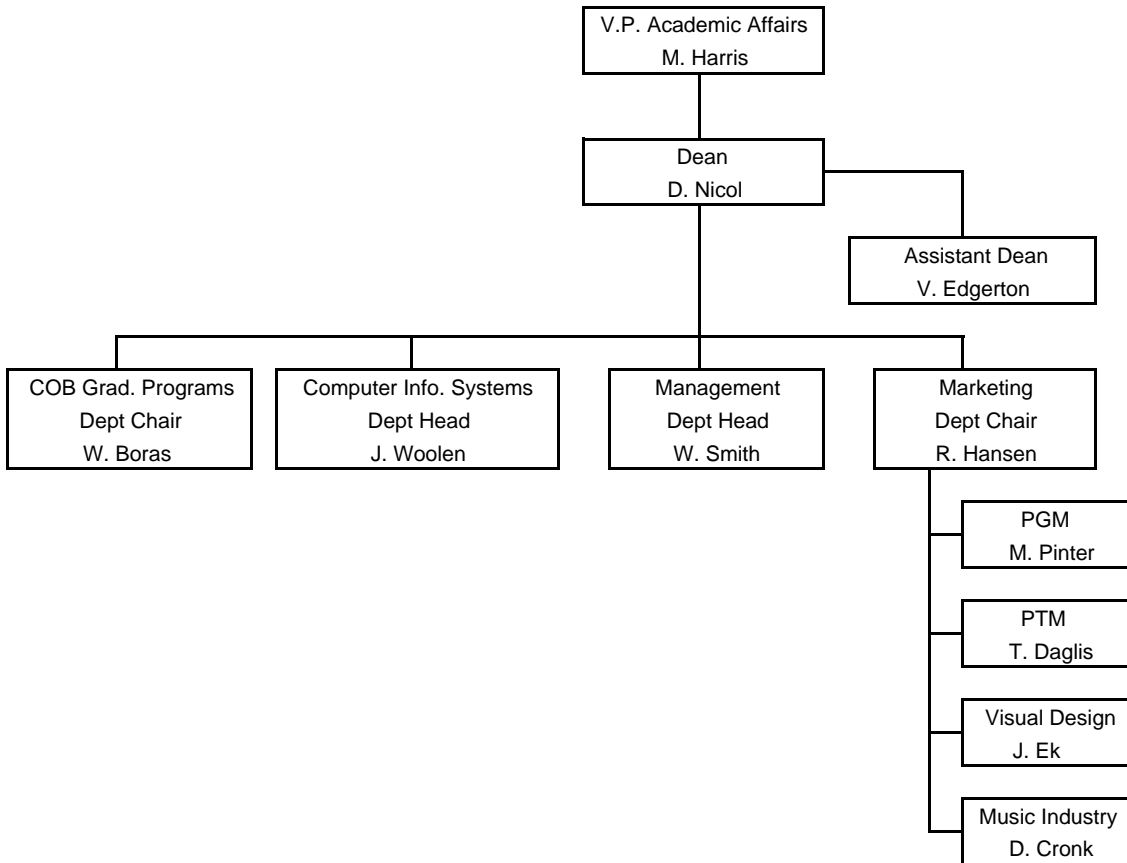 V.P. Academic Affairs
M. Harris
Dean
D. Nicol
Assistant Dean
V. Edgerton
COB Grad. Programs
Dept Chair
W. Boras
Computer Info. Systems
Dept Head
J. Woolen
Management
Dept Head
W. Smith
Marketing
Dept Chair
R. Hansen
PGM
M. Pinter
PTM
T. Daglis
Visual Design
J. Ek
Music Industry
D. Cronk